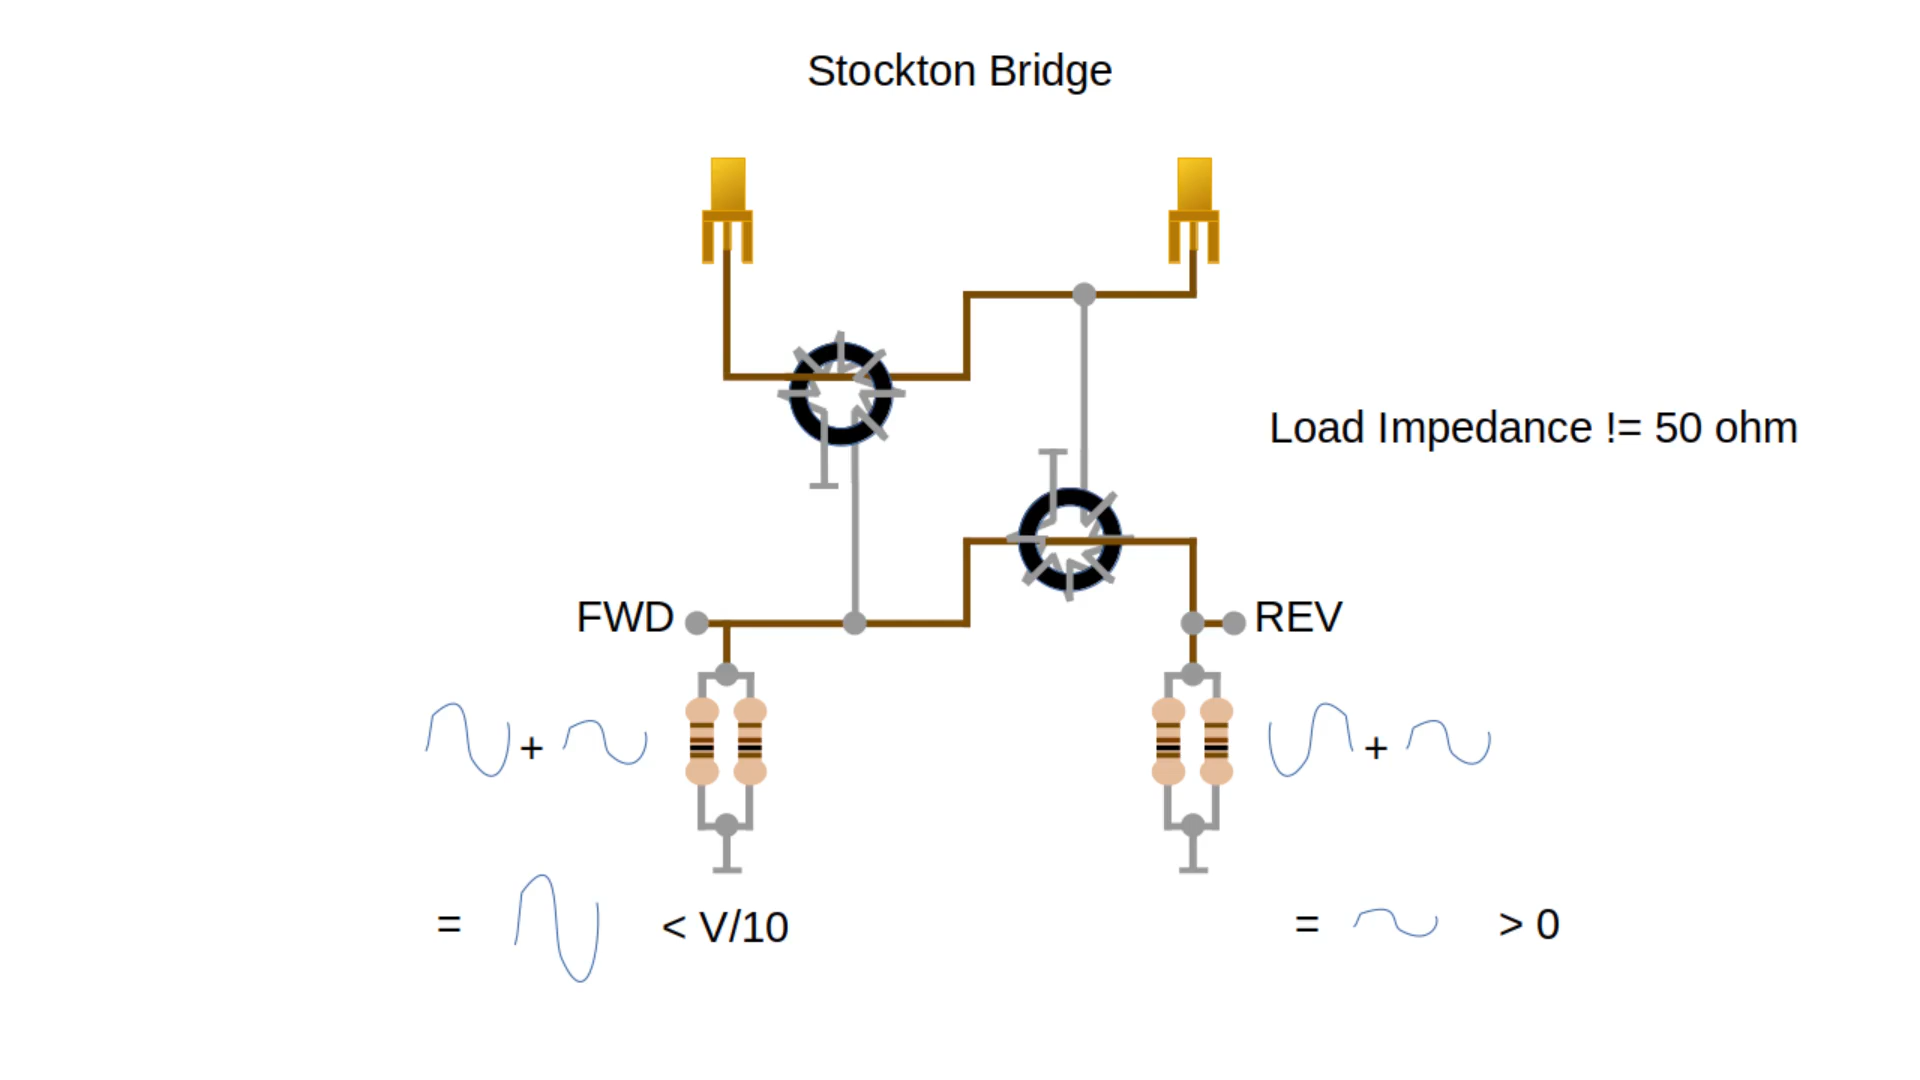 Stockton Bridge
Load Impedance != 50 ohm
FWD
REV
+
+
= < V/10
= > 0